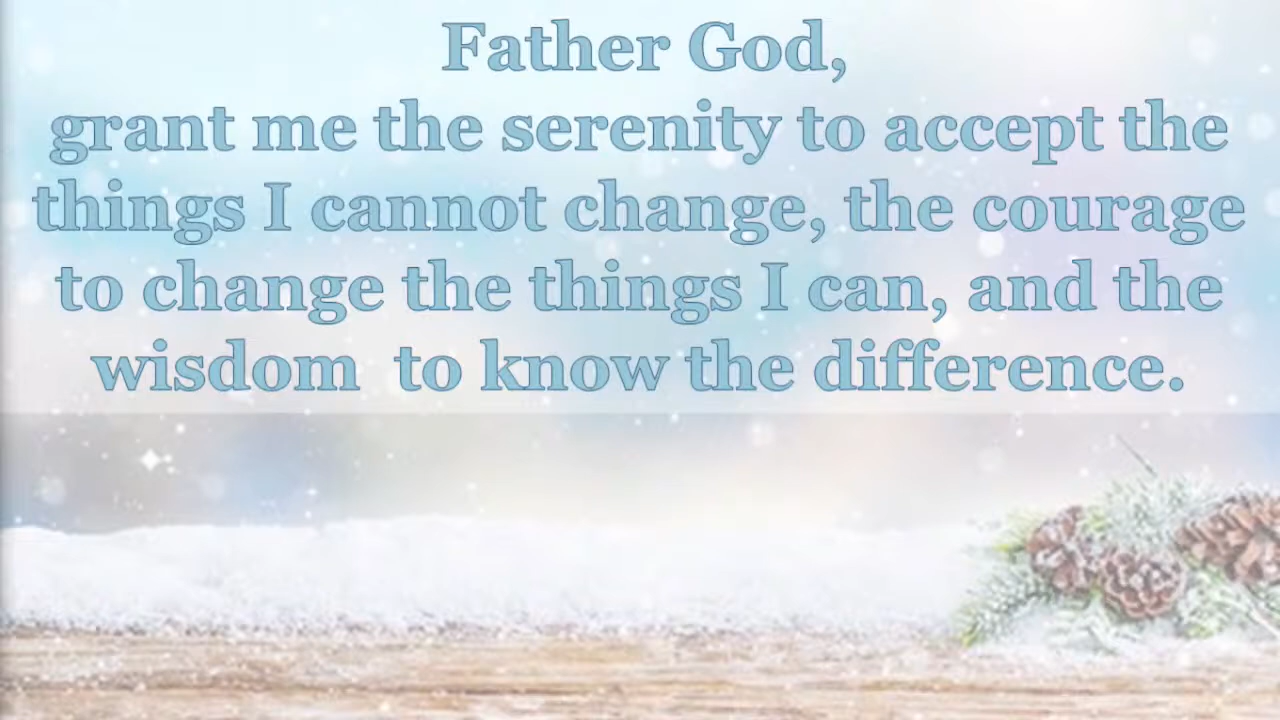 Father God,
grant me the serenity to accept the
things I cannot change, the courage
to change the things I can, and the
wisdom  to know the difference.